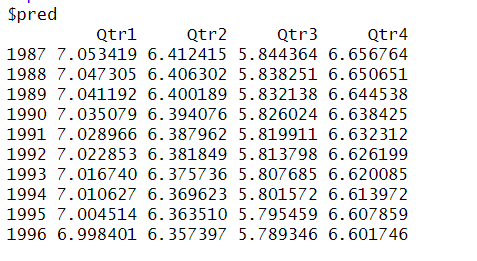 $pred
Qtr1 Qtr2 Qtr3 Qtr4
1987 7.053419 6.412415 5.844364 6.656764
1988 7.047305 6.406302 5.838251 6.650651
1989 7.041192 6.400189 5.832138 6.644538
1990 7.035079 6.394076 5.826024 6.638425
1991 7.028966 6.387962 5.819911 6.632312
1992 7.022853 6.381849 5.813798 6.626199
1993 7.016740 6.375736 5.807685 6.620085
1994 7.010627 6.369623 5.801572 6.613972
1995 7.004514 6.363510 5.795459 6.607859
1996 6.998401 6.357397 5.789346 6.601746